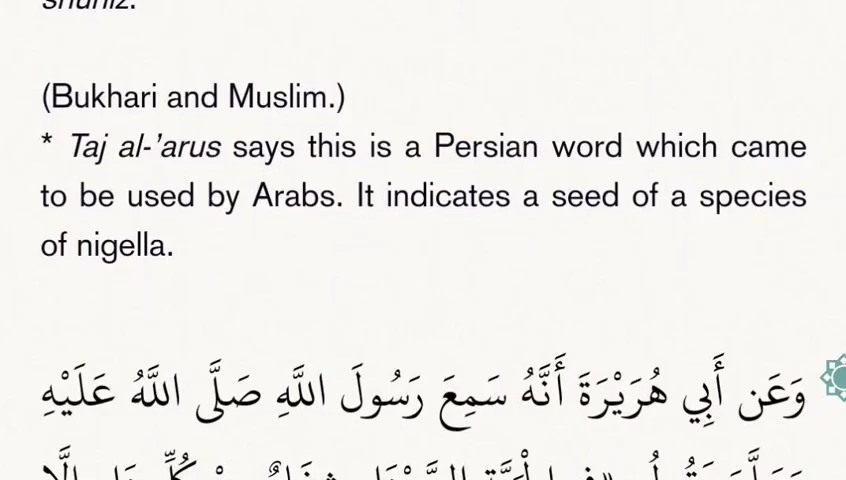 shuniz.
(Bukhari and Muslim.)
* Taj al-’arus says this is a Persian word which came
to be used by Arabs. It indicates a seed of a species
of nigella.
وَعَن أَبِي هُرَيْرَةَ أَنَّهُ سَمِعَ رَسُولَ اللَّهِ صَلَّى اللَّهُ عَلَيْهِ